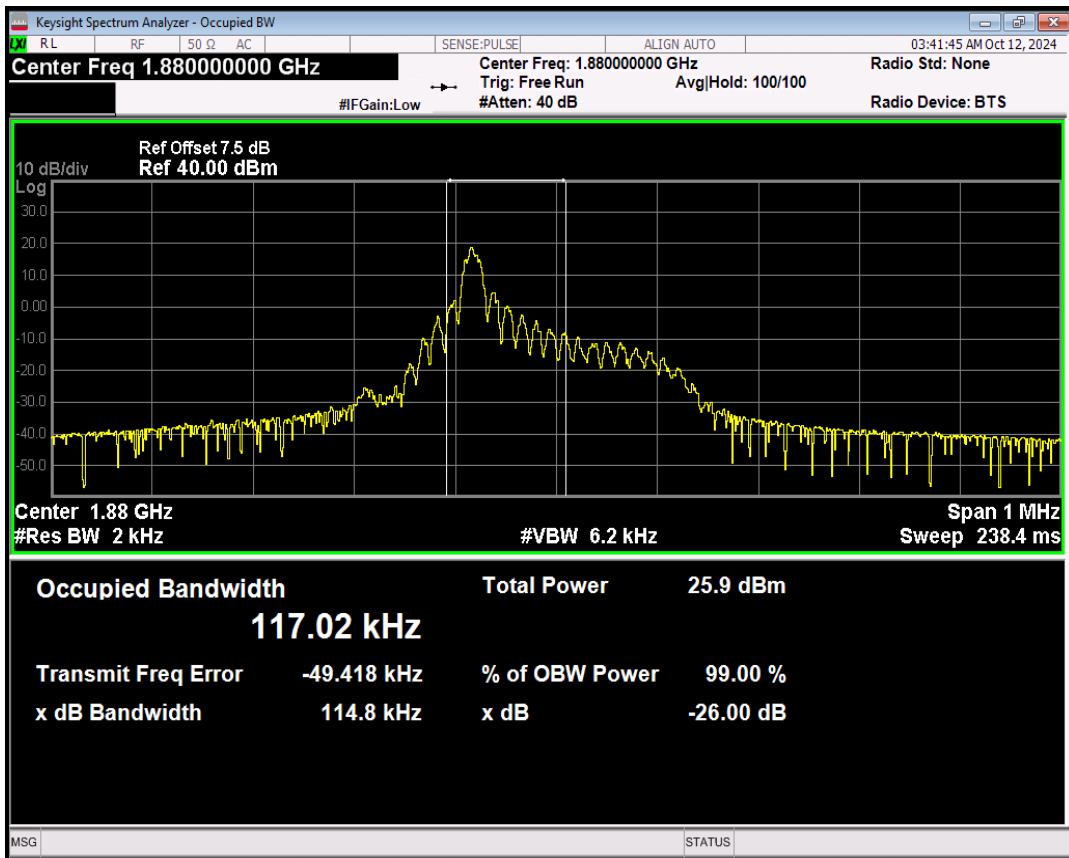 Keysight Spectrum Analyzer - Occupied BW
LXI RL RF 50 Ω AC SENSE:PULSE ALIGN AUTO 03:41:45 AM Oct 12, 2024
Center Freq 1.880000000 GHz
Center Freq: 1.880000000 GHz
Radio Std: None
Trig: Free Run
Avg|Hold: 100/100
#IFGain:Low
#Atten: 40 dB
Radio Device: BTS
Ref Offset 7.5 dB
10 dB/div Ref 40.00 dBm
Log
30.0
20.0
10.0
0.00
-10.0
-20.0
-30.0
-40.0
-50.0
Center 1.88 GHz Span 1 MHz
#Res BW 2 kHz #VBW 6.2 kHz Sweep 238.4 ms
Occupied Bandwidth Total Power 25.9 dBm
117.02 kHz
Transmit Freq Error -49.418 kHz % of OBW Power 99.00 %
x dB Bandwidth 114.8 kHz x dB -26.00 dB
MSG STATUS